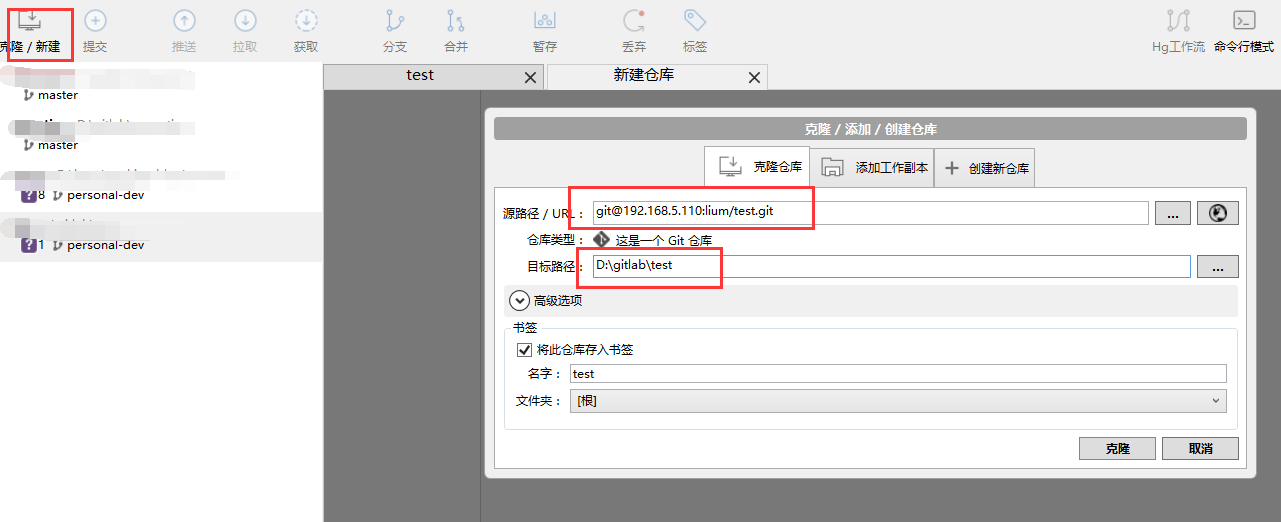 克隆 / 新建 提交 推送 拉取 获取 分支 合并 暂存 丢弃 标签 Hg工作流 命令行模式
test 新建仓库
master
master
8 personal-dev
1 personal-dev
克隆 / 添加 / 创建仓库
克隆仓库 添加工作副本 创建新仓库
源路径 / URL： git@192.168.5.110:lium/test.git ...
仓库类型： 这是一个 Git 仓库
目标路径： D:\gitlab\test ...
高级选项
书签
将此仓库存入书签
名字： test
文件夹： [根]
克隆 取消